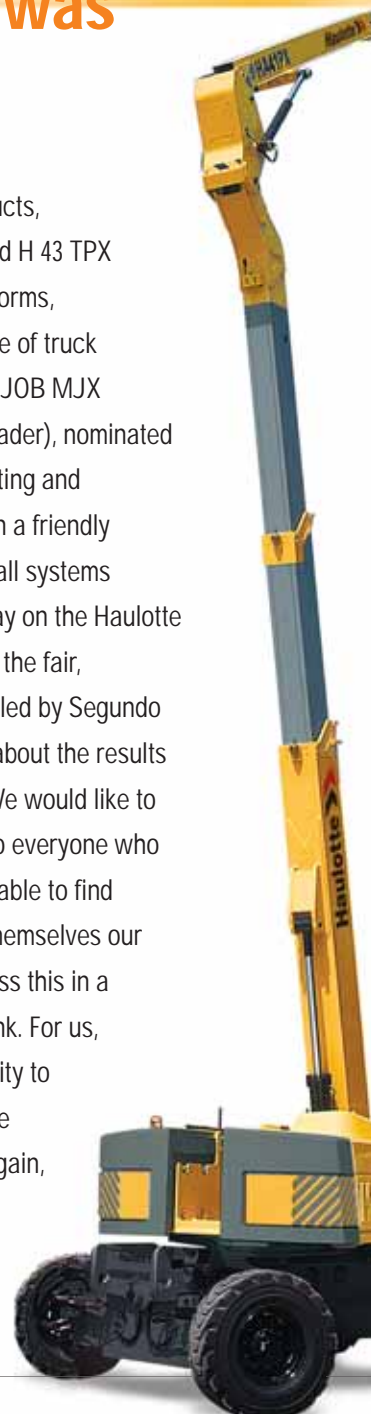 was
ucts,
d H 43 TPX
orms,
e of truck
JOB MJX
ader), nominated
ting and
n a friendly
all systems
ay on the Haulotte
the fair,
led by Segundo
about the results
We would like to
o everyone who
able to find
hemselves our
ss this in a
nk. For us,
ity to
e
gain,
HA41PX
Haulotte
Haulotte